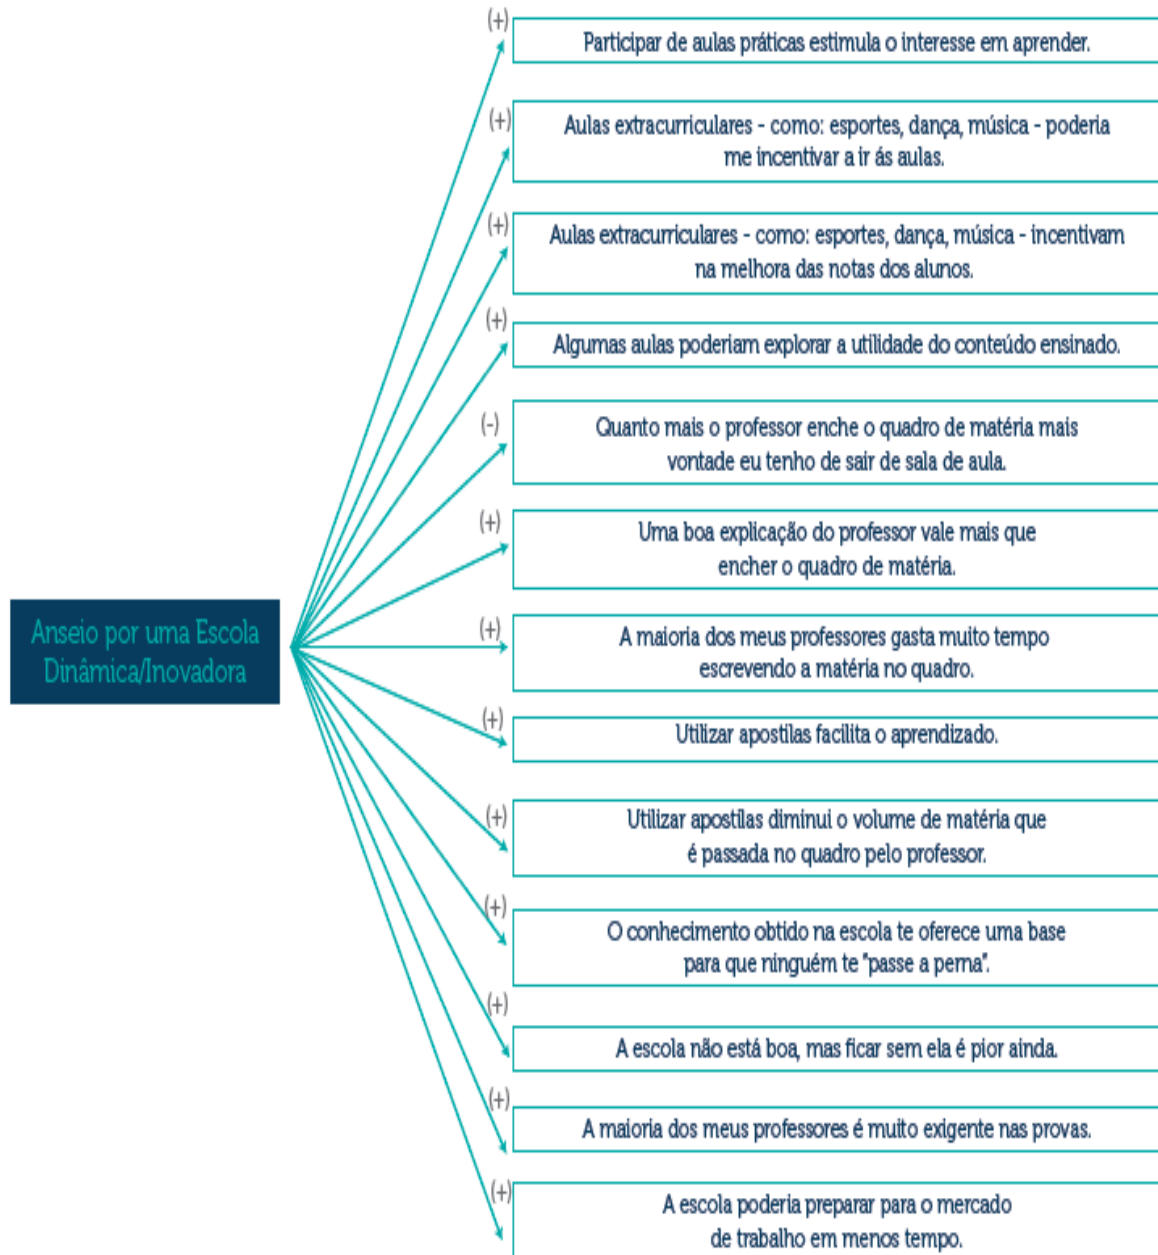 (+)
Participar de aulas práticas estimula o interesse em aprender.
(+)
Aulas extracurriculares - como: esportes, dança, música - poderia
me incentivar a ir ás aulas.
(+)
Aulas extracurriculares - como: esportes, dança, música - incentivam
na melhora das notas dos alunos.
(+)
Algumas aulas poderiam explorar a utilidade do conteúdo ensinado.
(-)
Quanto mais o professor enche o quadro de matéria mais
vontade eu tenho de sair de sala de aula.
(+)
Uma boa explicação do professor vale mais que
encher o quadro de matéria.
Anseio por uma Escola
Dinâmica/Inovadora
(+)
A maioria dos meus professores gasta muito tempo
escrevendo a matéria no quadro.
(+)
Utilizar apostilas facilita o aprendizado.
(+)
Utilizar apostilas diminui o volume de matéria que
é passada no quadro pelo professor.
(+)
O conhecimento obtido na escola te oferece uma base
para que ninguém te "passe a perna".
(+)
A escola não está boa, mas ficar sem ela é pior ainda.
(+)
A maioria dos meus professores é muito exigente nas provas.
(+)
A escola poderia preparar para o mercado
de trabalho em menos tempo.